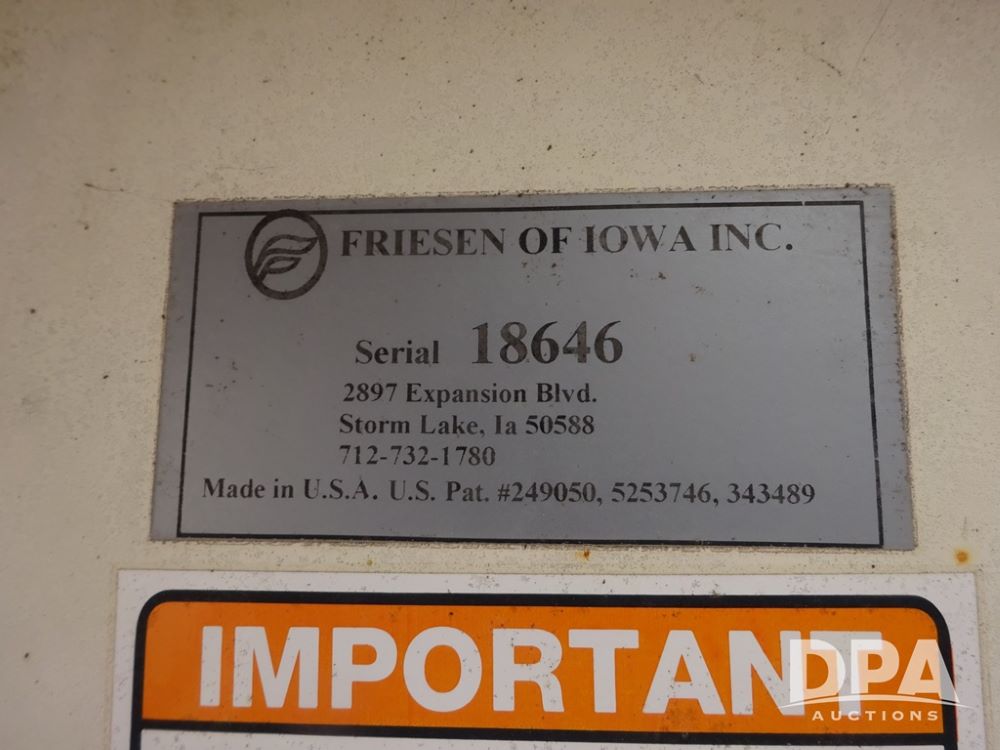 FRIESEN OF IOWA INC.
Serial 18646
2897 Expansion Blvd.
Storm Lake, Ia 50588
712-732-1780
Made in U.S.A. U.S. Pat. #249050, 5253746, 343489
IMPORTANT
DPA
AUCTIONS